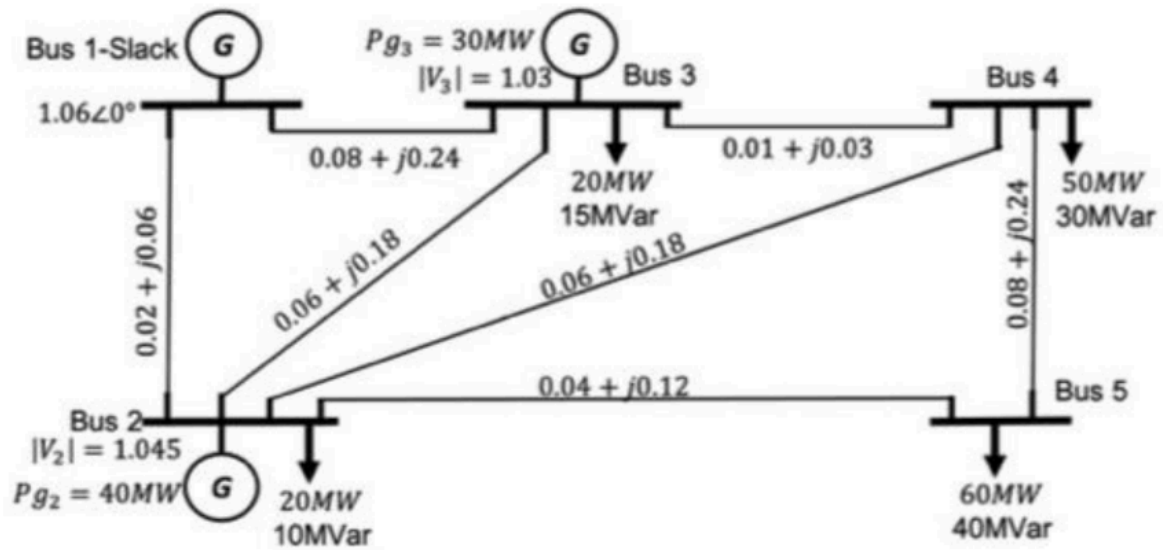 Bus 1-Slack
G
1.06∠0°
Pg₃ = 30MW
G
|V₃| = 1.03
Bus 3
Bus 4
0.08 + j0.24
0.01 + j0.03
20MW
15MVar
50MW
30MVar
0.02 + j0.06
0.06 + j0.18
0.06 + j0.18
0.08 + j0.24
0.04 + j0.12
Bus 2
|V₂| = 1.045
Pg₂ = 40MW
G
20MW
10MVar
Bus 5
60MW
40MVar